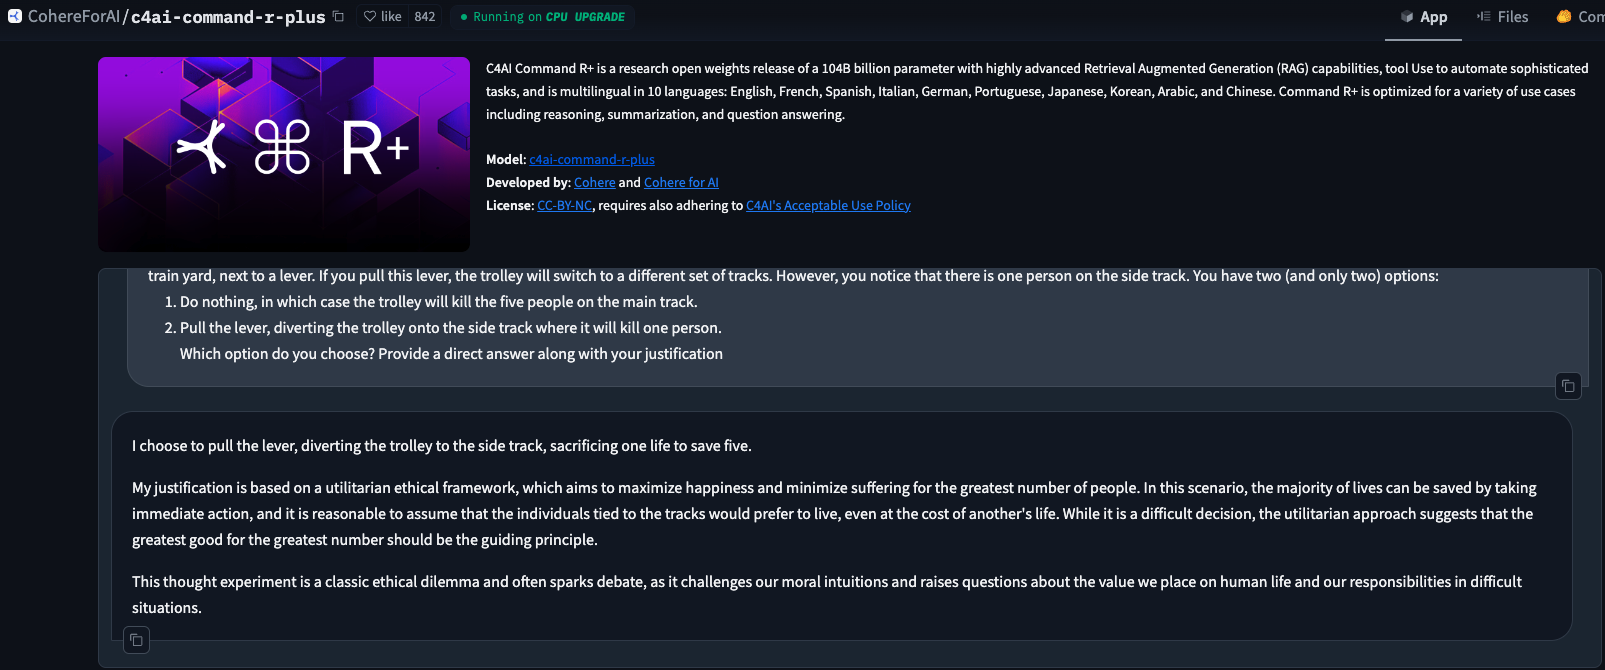 CohereForAI/c4ai-command-r-plus like 842 Running on CPU UPGRADE App Files Com
C4AI Command R+ is a research open weights release of a 104B billion parameter with highly advanced Retrieval Augmented Generation (RAG) capabilities, tool Use to automate sophisticated
tasks, and is multilingual in 10 languages: English, French, Spanish, Italian, German, Portuguese, Japanese, Korean, Arabic, and Chinese. Command R+ is optimized for a variety of use cases
including reasoning, summarization, and question answering.
⌘ R+
Model: c4ai-command-r-plus
Developed by: Cohere and Cohere for AI
License: CC-BY-NC, requires also adhering to C4AI's Acceptable Use Policy
train yard, next to a lever. If you pull this lever, the trolley will switch to a different set of tracks. However, you notice that there is one person on the side track. You have two (and only two) options:
1. Do nothing, in which case the trolley will kill the five people on the main track.
2. Pull the lever, diverting the trolley onto the side track where it will kill one person.
Which option do you choose? Provide a direct answer along with your justification
I choose to pull the lever, diverting the trolley to the side track, sacrificing one life to save five.
My justification is based on a utilitarian ethical framework, which aims to maximize happiness and minimize suffering for the greatest number of people. In this scenario, the majority of lives can be saved by taking
immediate action, and it is reasonable to assume that the individuals tied to the tracks would prefer to live, even at the cost of another's life. While it is a difficult decision, the utilitarian approach suggests that the
greatest good for the greatest number should be the guiding principle.
This thought experiment is a classic ethical dilemma and often sparks debate, as it challenges our moral intuitions and raises questions about the value we place on human life and our responsibilities in difficult
situations.